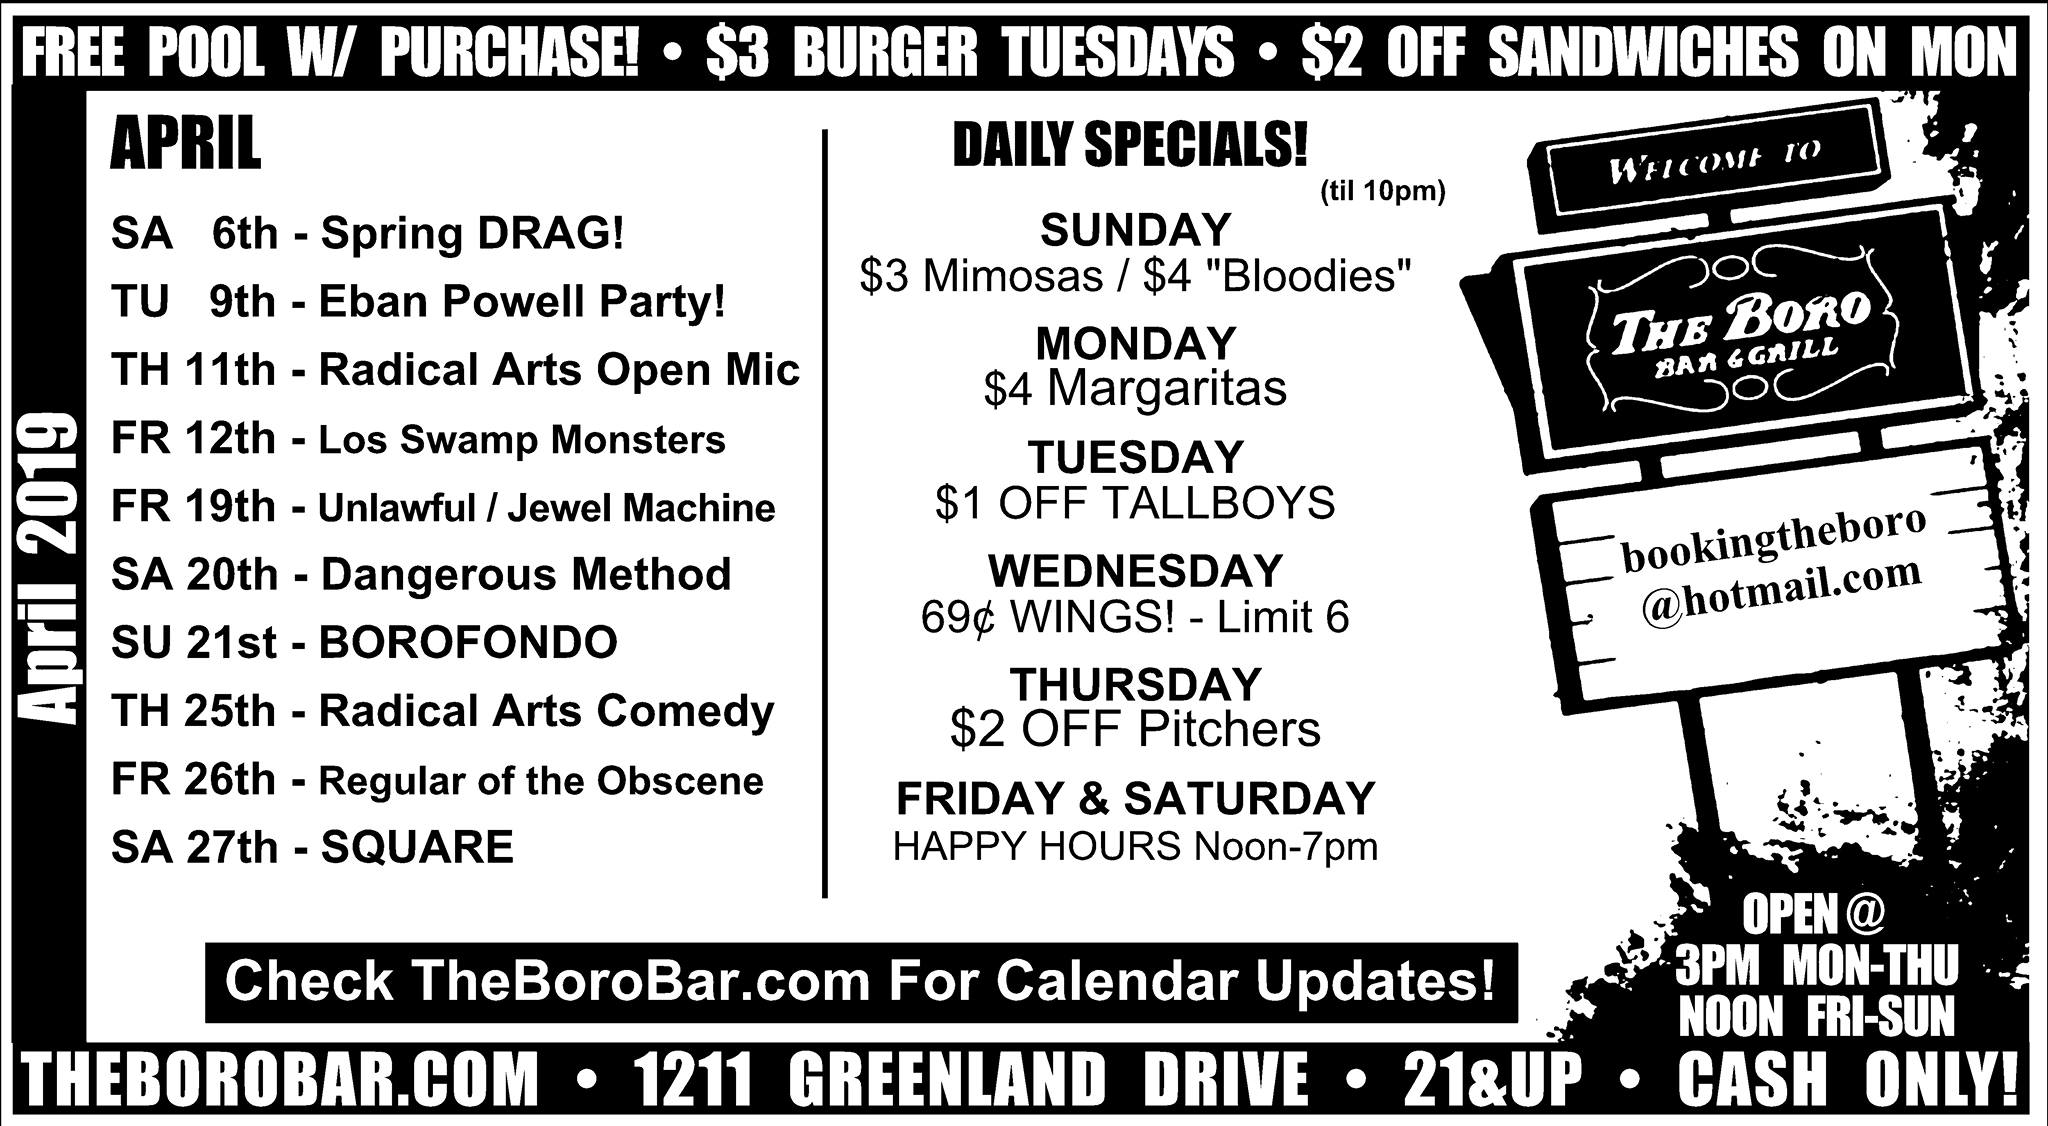 FREE POOL W/ PURCHASE! • $3 BURGER TUESDAYS • $2 OFF SANDWICHES ON MON
April 2019
APRIL
SA 6th - Spring DRAG!
TU 9th - Eban Powell Party!
TH 11th - Radical Arts Open Mic
FR 12th - Los Swamp Monsters
FR 19th - Unlawful / Jewel Machine
SA 20th - Dangerous Method
SU 21st - BOROFONDO
TH 25th - Radical Arts Comedy
FR 26th - Regular of the Obscene
SA 27th - SQUARE
DAILY SPECIALS!
(til 10pm)
SUNDAY
$3 Mimosas / $4 "Bloodies"
MONDAY
$4 Margaritas
TUESDAY
$1 OFF TALLBOYS
WEDNESDAY
69¢ WINGS! - Limit 6
THURSDAY
$2 OFF Pitchers
FRIDAY & SATURDAY
HAPPY HOURS Noon-7pm
WELCOME TO
THE BORO
BAR & GRILL
bookingtheboro
@hotmail.com
OPEN @
3PM MON-THU
NOON FRI-SUN
Check TheBoroBar.com For Calendar Updates!
THEBOROBAR.COM • 1211 GREENLAND DRIVE • 21&UP • CASH ONLY!